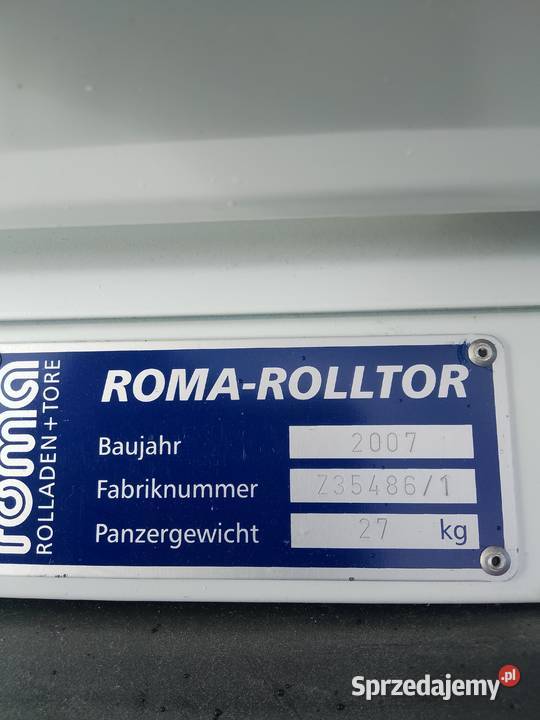 roma
ROLLADEN+TORE
ROMA-ROLLTOR
Baujahr 2007
Fabriknummer Z35486/1
Panzergewicht 27 kg
Sprzedajemy.pl